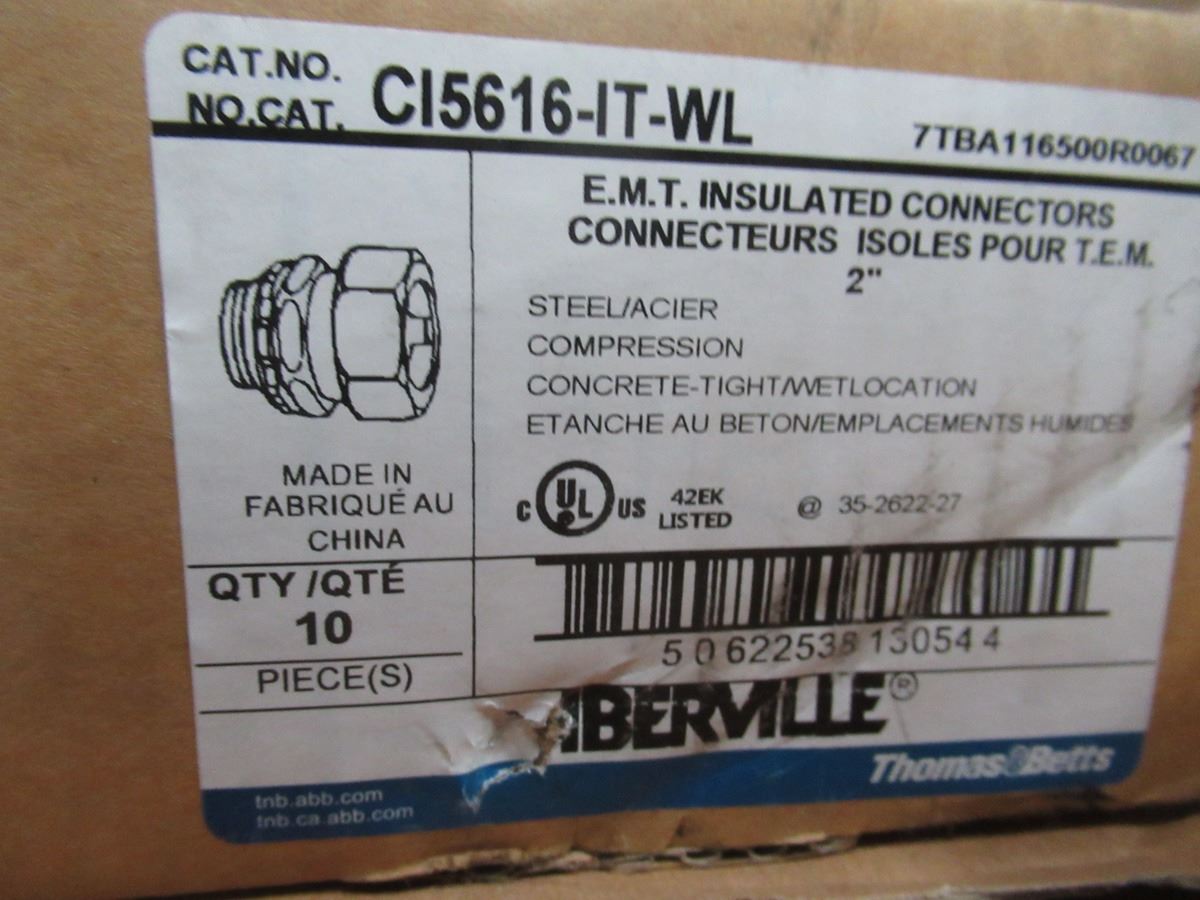 CAT.NO.
NO.CAT.
CI5616-IT-WL
7TBA116500R0067
E.M.T. INSULATED CONNECTORS
CONNECTEURS ISOLES POUR T.E.M.
2"
STEEL/ACIER
COMPRESSION
CONCRETE-TIGHT/WETLOCATION
ETANCHE AU BETON/EMPLACEMENTS HUMIDES
MADE IN
FABRIQUÉ AU
CHINA
C UL US
42EK
LISTED
@ 35-2622-27
QTY /QTÉ
10
PIECE(S)
5 0 622538 13054 4
IBERVILLE®
Thomas&Betts
tnb.abb.com
tnb.ca.abb.com